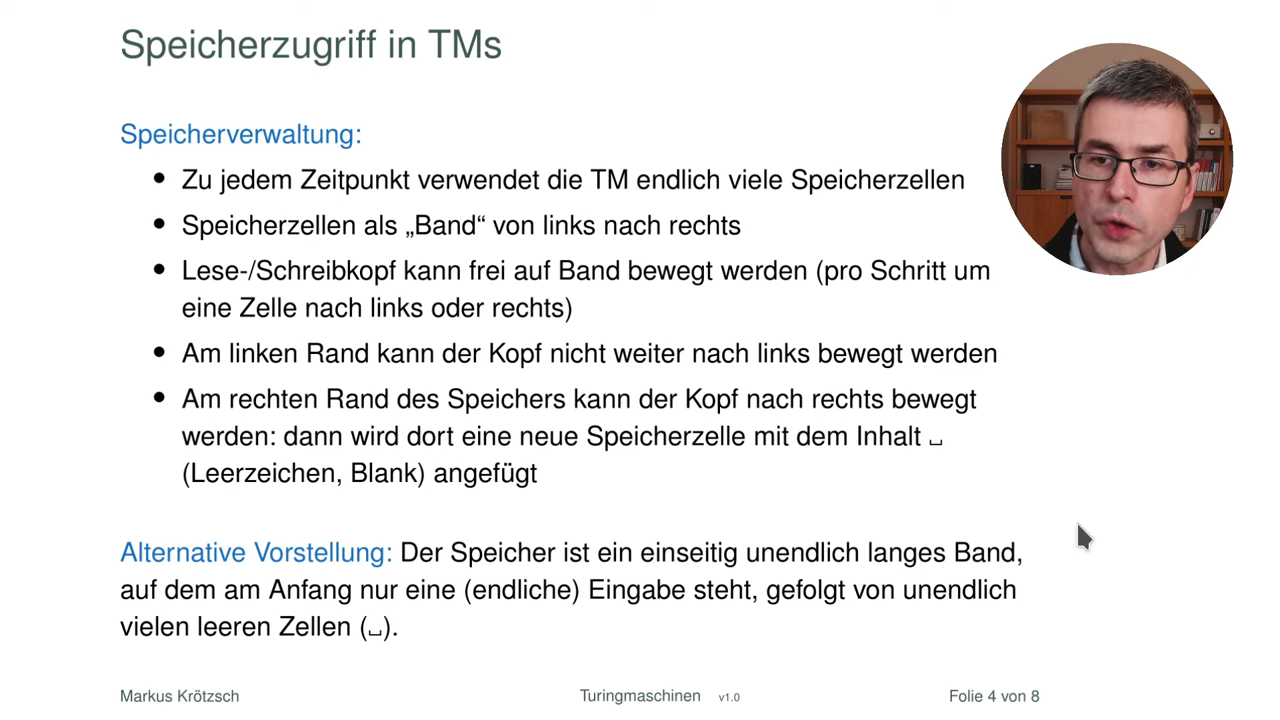 Speicherzugriff in TMs
Speicherverwaltung:
• Zu jedem Zeitpunkt verwendet die TM endlich viele Speicherzellen
• Speicherzellen als „Band“ von links nach rechts
• Lese-/Schreibkopf kann frei auf Band bewegt werden (pro Schritt um
eine Zelle nach links oder rechts)
• Am linken Rand kann der Kopf nicht weiter nach links bewegt werden
• Am rechten Rand des Speichers kann der Kopf nach rechts bewegt
werden: dann wird dort eine neue Speicherzelle mit dem Inhalt ␣
(Leerzeichen, Blank) angefügt
Alternative Vorstellung: Der Speicher ist ein einseitig unendlich langes Band,
auf dem am Anfang nur eine (endliche) Eingabe steht, gefolgt von unendlich
vielen leeren Zellen (␣).
Markus Krötzsch Turingmaschinen v1.0 Folie 4 von 8